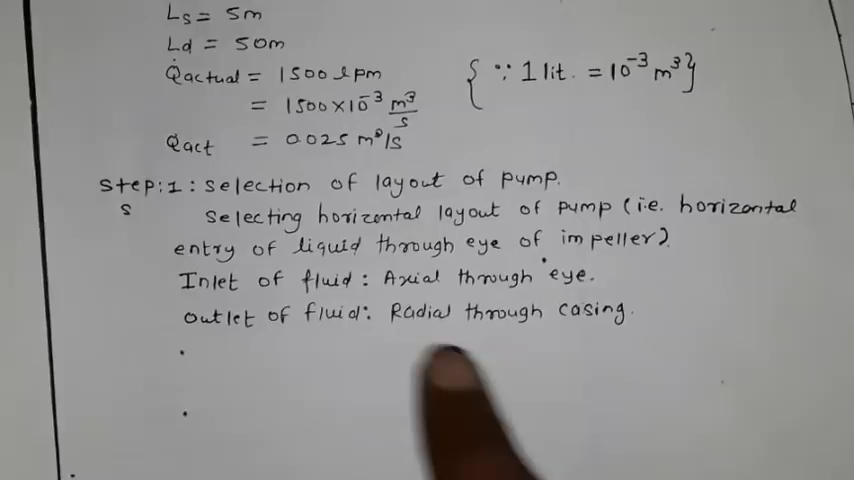 Ls = 5m
Ld = 50m
Qactual = 1500 lpm { ∵ 1 lit. = 10⁻³ m³}
= 1500×10⁻³ m³/s
Qact = 0.025 m³/s
Step:1: Selection of layout of pump.
s Selecting horizontal layout of pump (i.e. horizontal
entry of liquid through eye of impeller).
Inlet of fluid: Axial through eye.
Outlet of fluid: Radial through casing.